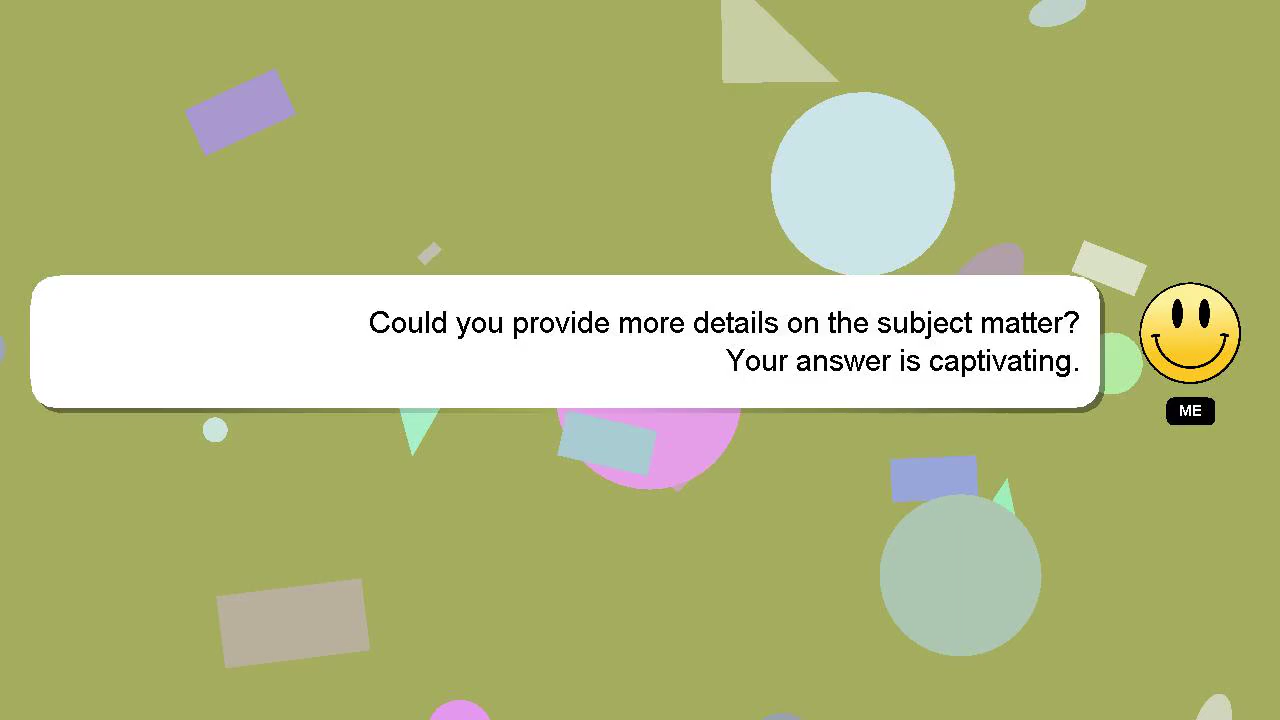 Could you provide more details on the subject matter?
Your answer is captivating.
ME